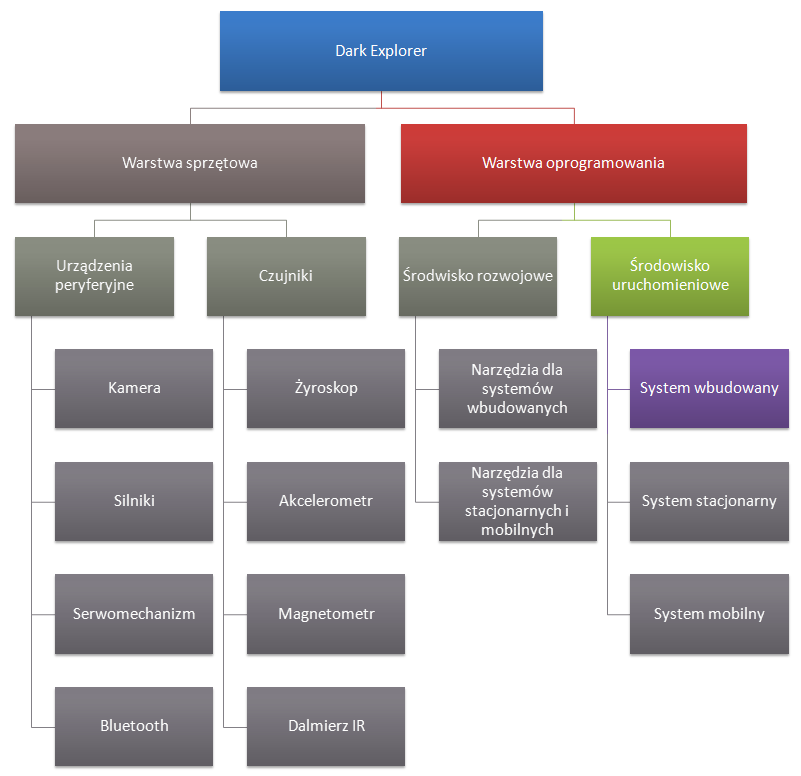 Dark Explorer
Warstwa sprzętowa
Warstwa oprogramowania
Urządzenia
peryferyjne
Czujniki
Środwisko rozwojowe
Środowisko
uruchomieniowe
Kamera
Silniki
Serwomechanizm
Bluetooth
Żyroskop
Akcelerometr
Magnetometr
Dalmierz IR
Narzędzia dla
systemów
wbudowanych
Narzędzia dla
systemów
stacjonarnych i
mobilnych
System wbudowany
System stacjonarny
System mobilny